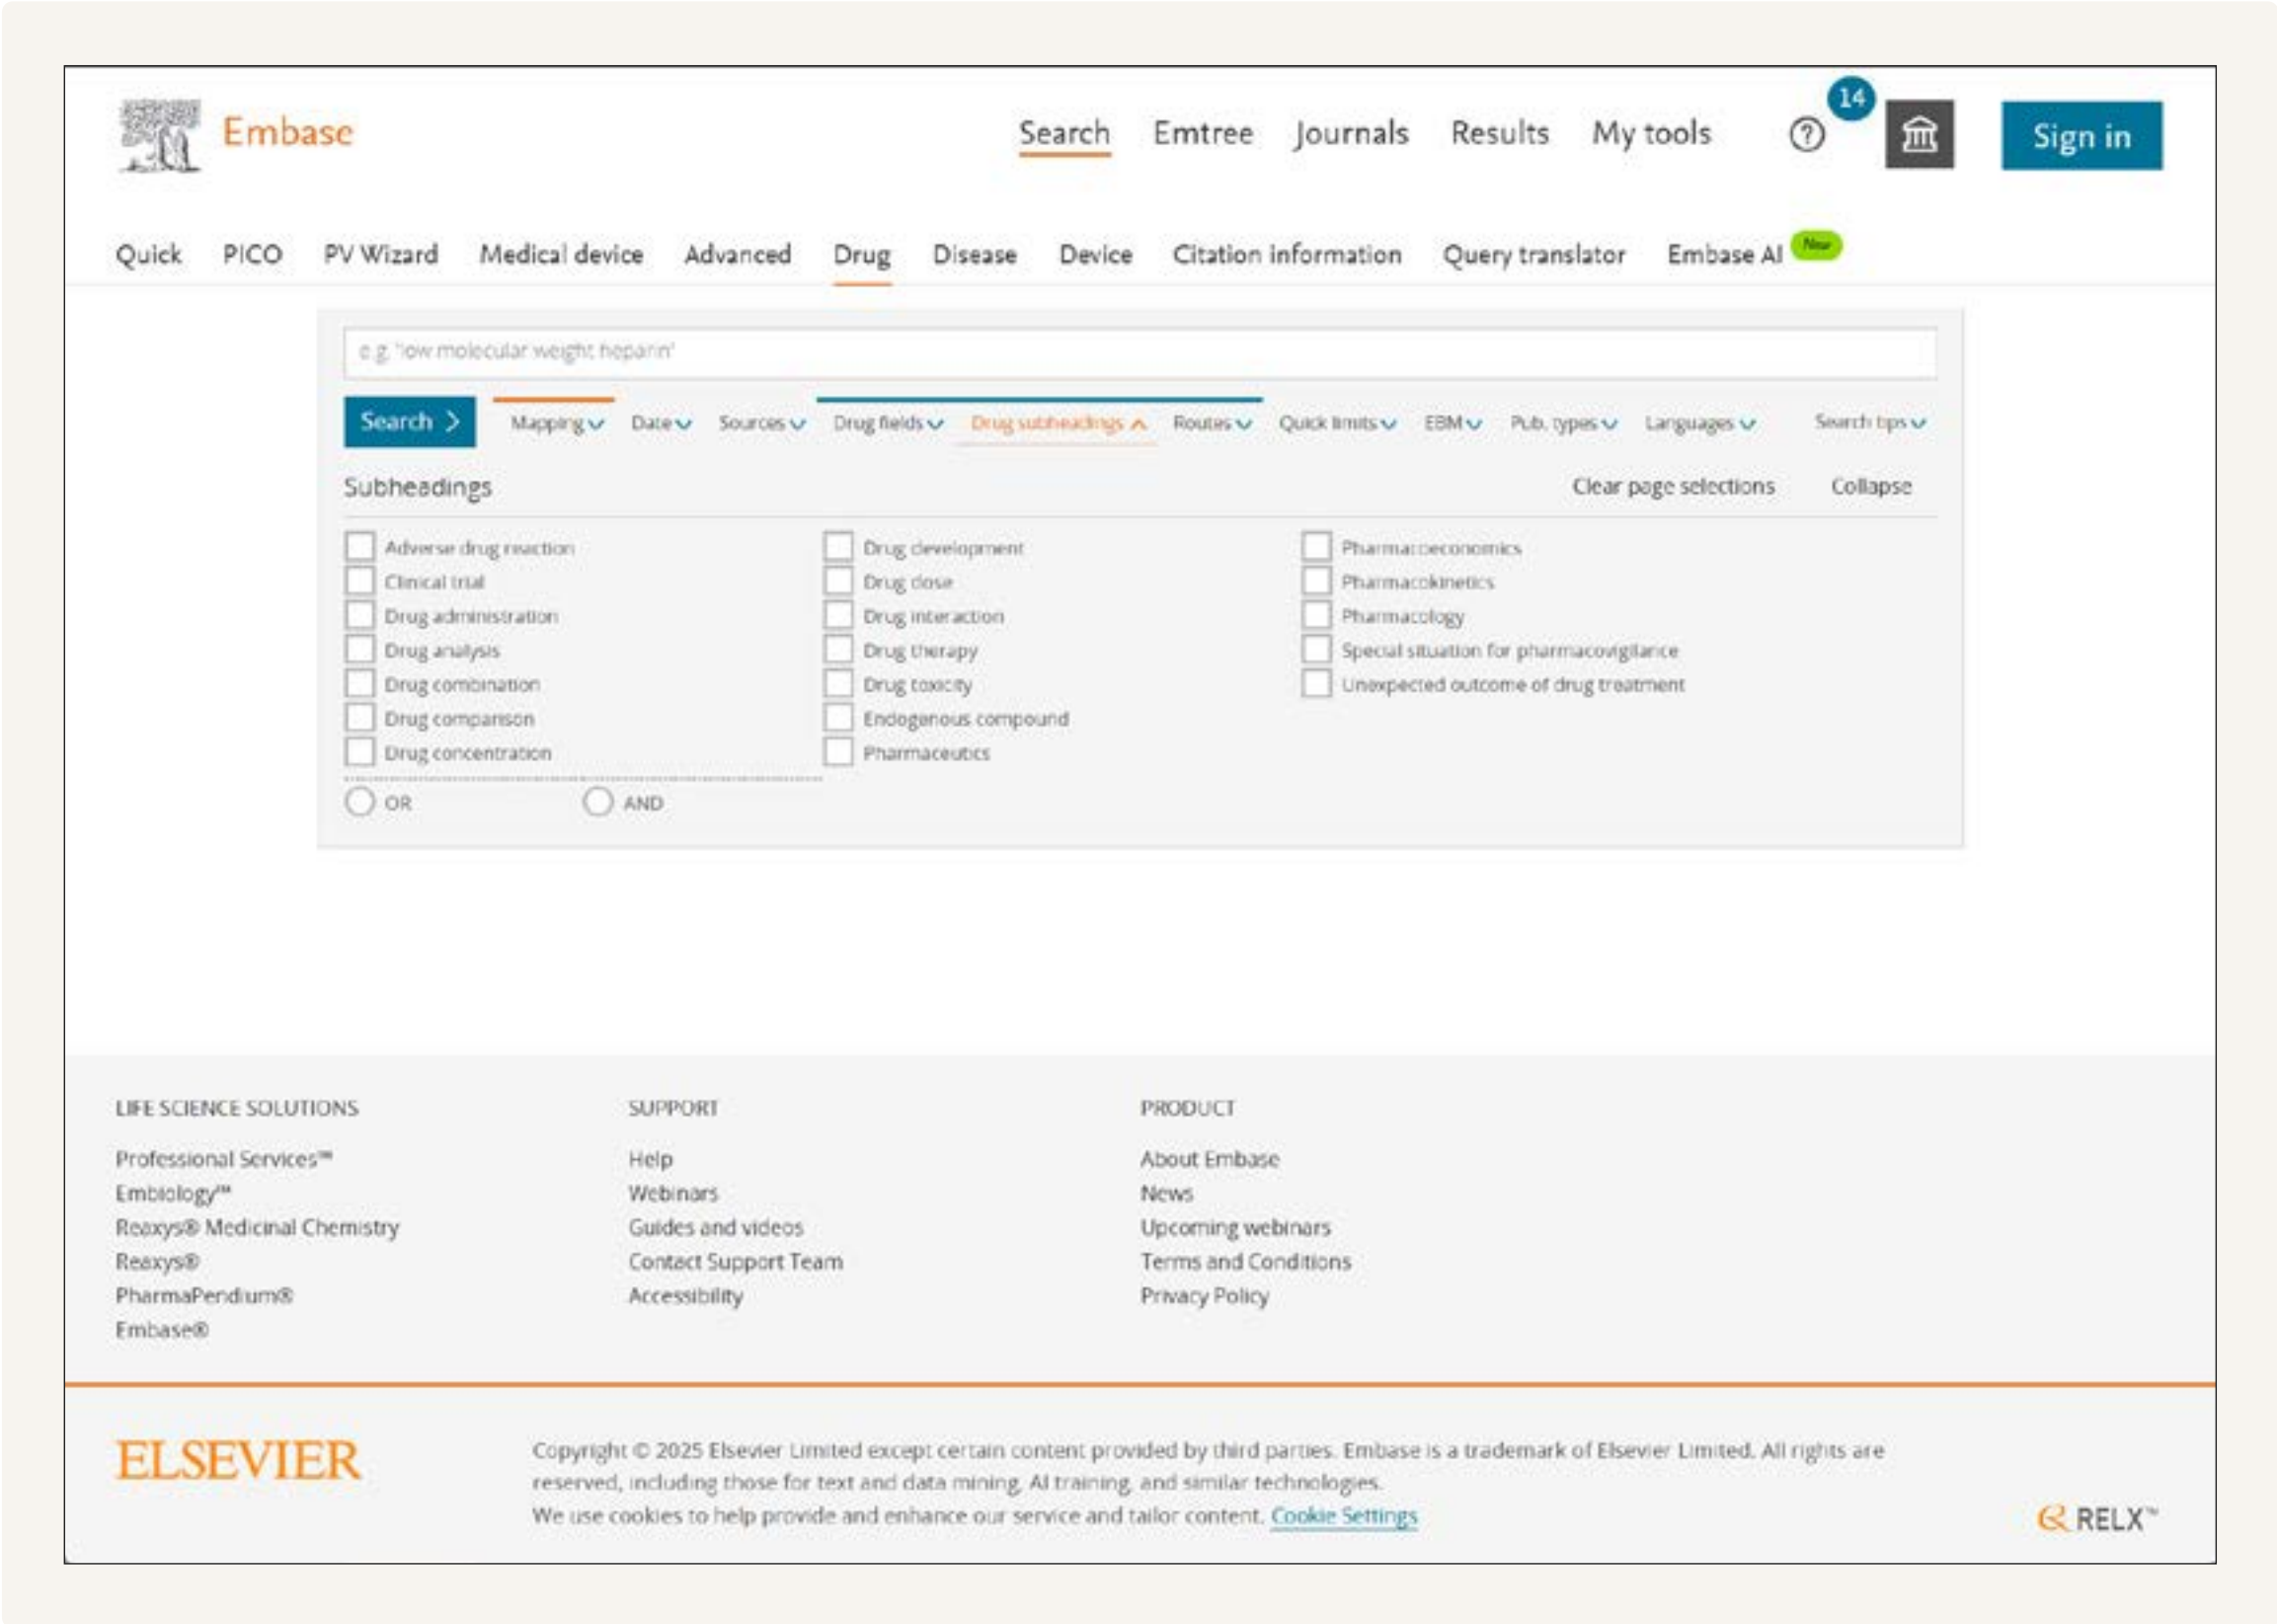 Embase
Search Emtree Journals Results My tools 14 Sign in
Quick PICO PV Wizard Medical device Advanced Drug Disease Device Citation information Query translator Embase AI New
e.g. 'low molecular weight heparin'
Search > Mapping Date Sources Drug fields Drug subheadings Routes Quick limits EBM Pub. types Languages Search tips
Subheadings Clear page selections Collapse
Adverse drug reaction Drug development Pharmacoeconomics
Clinical trial Drug dose Pharmacokinetics
Drug administration Drug interaction Pharmacology
Drug analysis Drug therapy Special situation for pharmacovigilance
Drug combination Drug toxicity Unexpected outcome of drug treatment
Drug comparison Endogenous compound
Drug concentration Pharmaceutics
OR AND
LIFE SCIENCE SOLUTIONS SUPPORT PRODUCT
Professional Services℠ Help About Embase
Embiology℠ Webinars News
Reaxys® Medicinal Chemistry Guides and videos Upcoming webinars
Reaxys® Contact Support Team Terms and Conditions
PharmaPendium® Accessibility Privacy Policy
Embase®
ELSEVIER
Copyright © 2025 Elsevier Limited except certain content provided by third parties. Embase is a trademark of Elsevier Limited. All rights are
reserved, including those for text and data mining, AI training, and similar technologies.
We use cookies to help provide and enhance our service and tailor content. Cookie Settings
RELX™